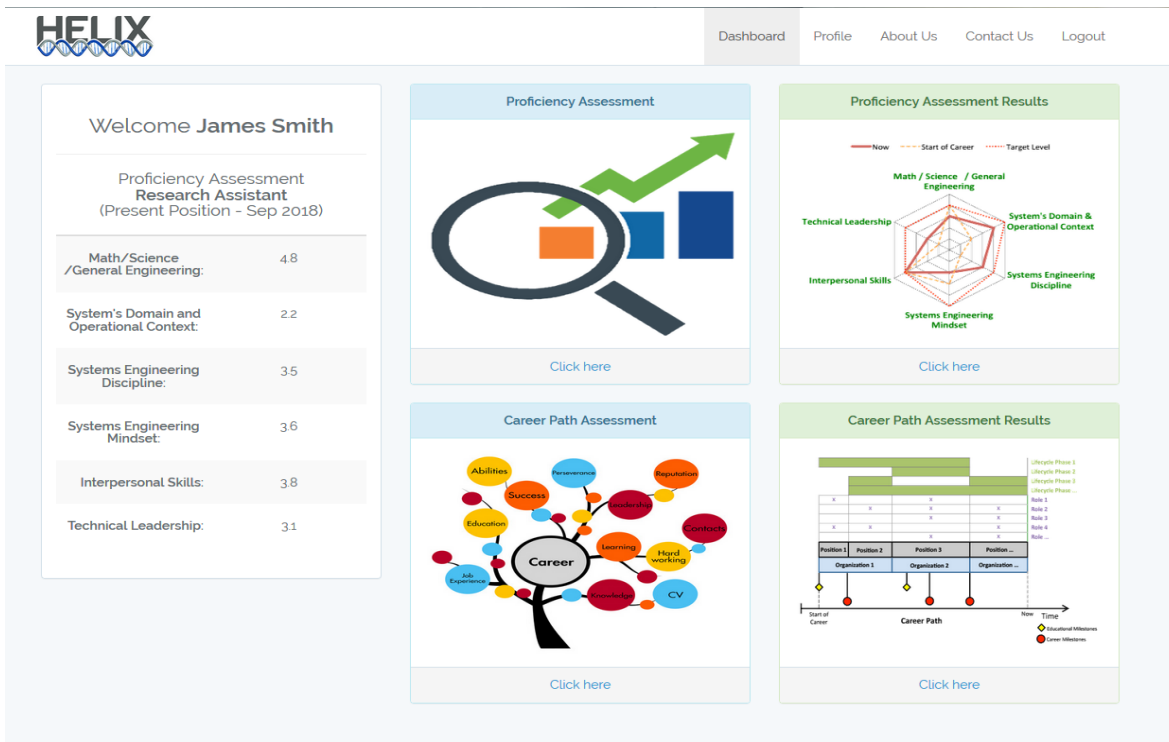 HELIX
Dashboard
Profile
About Us
Contact Us
Logout
Welcome James Smith
Proficiency Assessment
Research Assistant
(Present Position - Sep 2018)
Math/Science
/General Engineering:
4.8
System's Domain and
Operational Context:
2.2
Systems Engineering
Discipline:
3.5
Systems Engineering
Mindset:
3.6
Interpersonal Skills:
3.8
Technical Leadership:
3.1
Proficiency Assessment
Click here
Proficiency Assessment Results
Now
Start of Career
Target Level
Math / Science / General
Engineering
Technical Leadership
System's Domain &
Operational Context
Interpersonal Skills
Systems Engineering
Discipline
Systems Engineering
Mindset
Click here
Career Path Assessment
Abilities
Perseverance
Reputation
Success
Leadership
Education
Contacts
Learning
Hard
working
Career
Job
Experience
Knowledge
CV
Click here
Career Path Assessment Results
Lifecycle Phase 1
Lifecycle Phase 2
Lifecycle Phase 3
Lifecycle Phase ...
X X Role 1
X X Role 2
X X Role 3
X X X Role 4
X X Role ...
Position 1 Position 2 Position 3 Position ...
Organization 1 Organization 2 Organization ...
Start of
Career
Career Path
Now
Time
Educational Milestones
Career Milestones
Click here